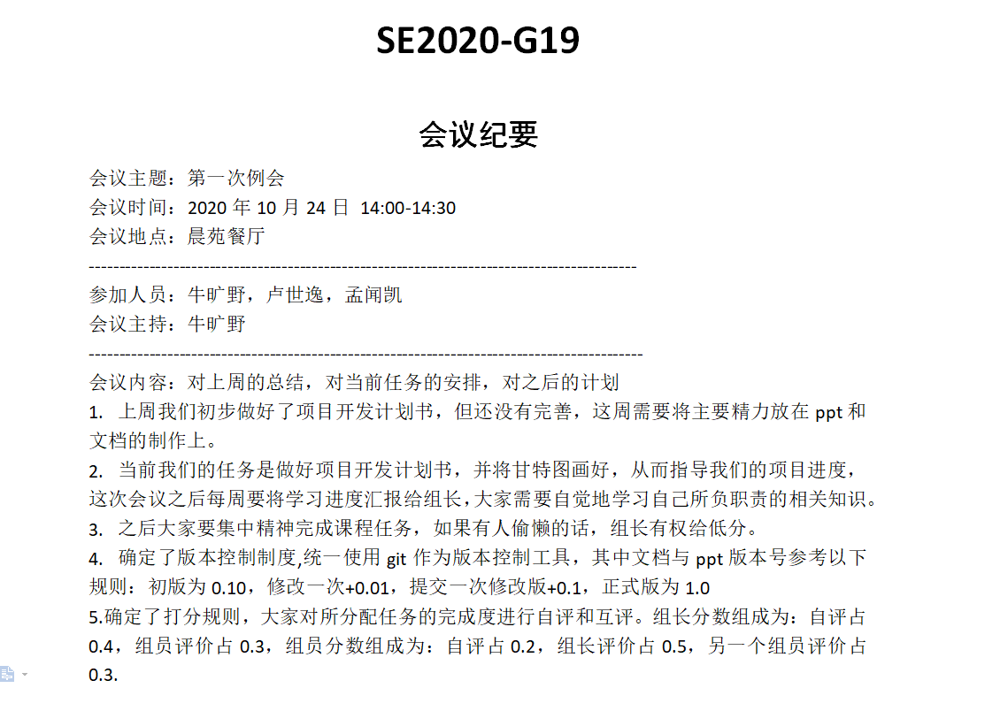 SE2020-G19
会议纪要
会议主题：第一次例会
会议时间：2020 年 10 月 24 日 14:00-14:30
会议地点：晨苑餐厅
-----------------------------------------------------------------------------------------
参加人员：牛旷野，卢世逸，孟闻凯
会议主持：牛旷野
------------------------------------------------------------------------------------------
会议内容：对上周的总结，对当前任务的安排，对之后的计划
1. 上周我们初步做好了项目开发计划书，但还没有完善，这周需要将主要精力放在 ppt 和
文档的制作上。
2. 当前我们的任务是做好项目开发计划书，并将甘特图画好，从而指导我们的项目进度，
这次会议之后每周要将学习进度汇报给组长，大家需要自觉地学习自己所负职责的相关知识。
3. 之后大家要集中精神完成课程任务，如果有人偷懒的话，组长有权给低分。
4. 确定了版本控制制度,统一使用 git 作为版本控制工具，其中文档与 ppt 版本号参考以下
规则：初版为 0.10，修改一次+0.01，提交一次修改版+0.1，正式版为 1.0
5.确定了打分规则，大家对所分配任务的完成度进行自评和互评。组长分数组成为：自评占
0.4，组员评价占 0.3，组员分数组成为：自评占 0.2，组长评价占 0.5，另一个组员评价占
0.3.